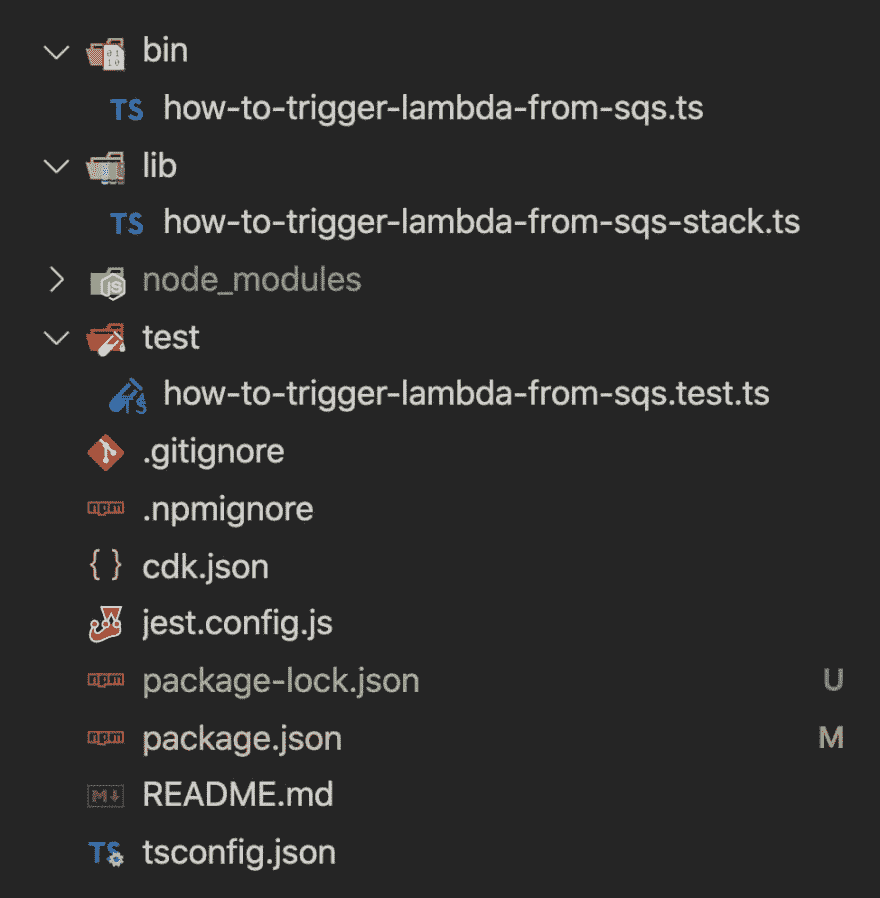 bin
TS how-to-trigger-lambda-from-sqs.ts
lib
TS how-to-trigger-lambda-from-sqs-stack.ts
JS node_modules
test
TS how-to-trigger-lambda-from-sqs.test.ts
.gitignore
npm .npmignore
{ } cdk.json
jest.config.js
npm package-lock.json U
npm package.json M
M↓ README.md
TS tsconfig.json